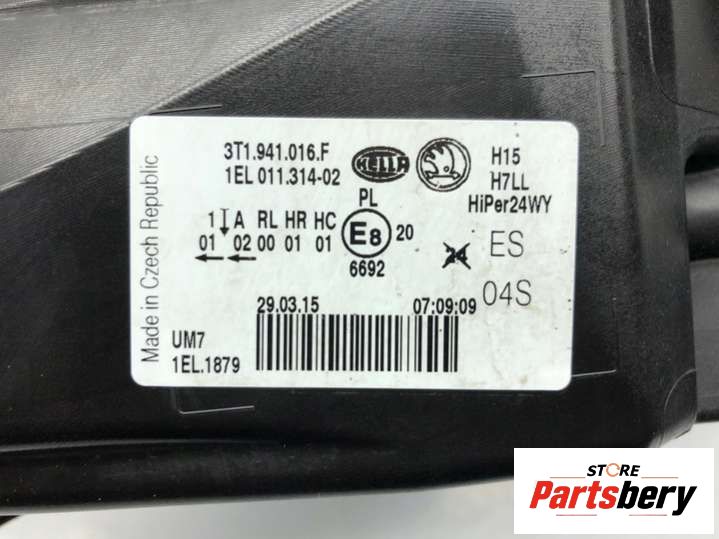 Made in Czech Republic
3T1.941.016.F
1EL 011.314-02
HELLA
H15
H7LL
HiPer24WY
PL
1 A RL HR HC
01 02 00 01 01
E8 20
6692
24 ES
04S
29.03.15 07:09:09
UM7
1EL.1879
STORE
Partsbery